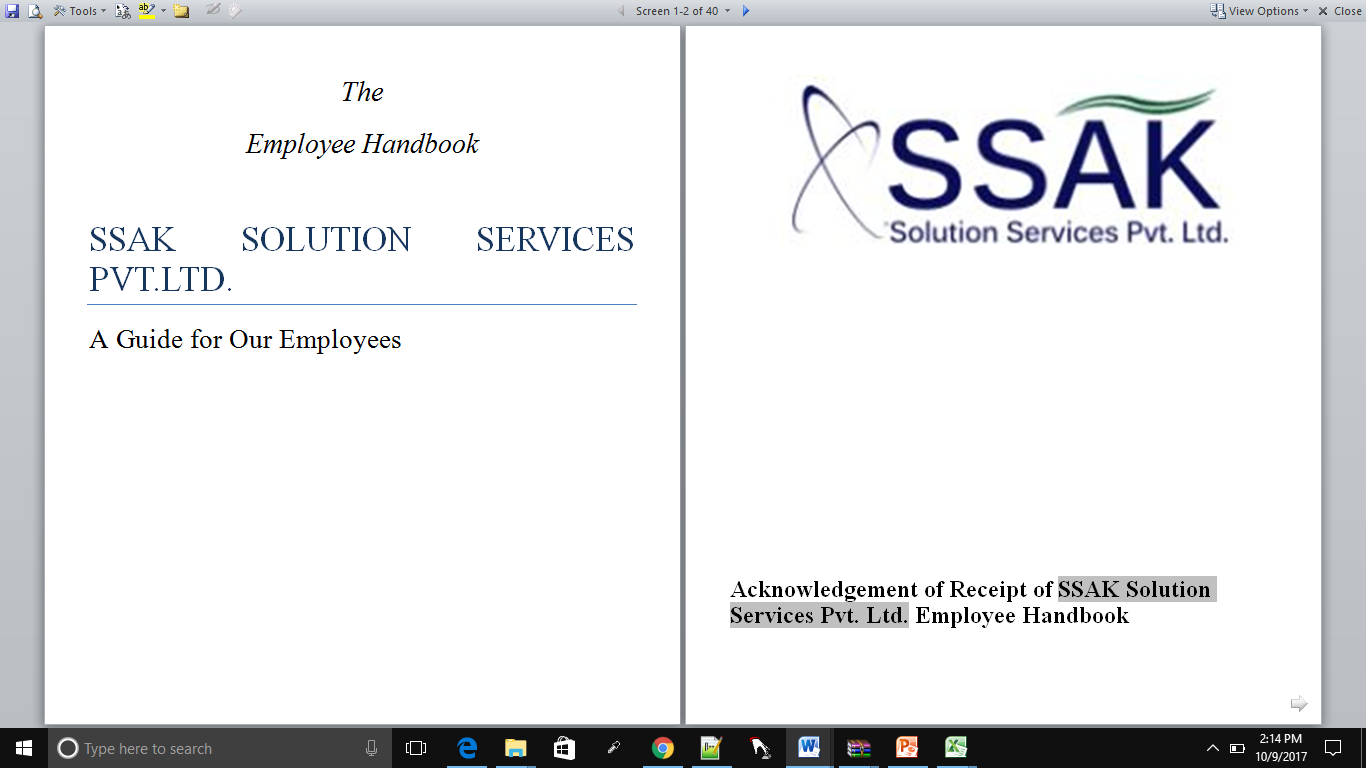 Tools
Screen 1-2 of 40
View Options
Close
The
Employee Handbook
SSAK SOLUTION SERVICES
PVT.LTD.
A Guide for Our Employees
SSAK
Solution Services Pvt. Ltd.
Acknowledgement of Receipt of SSAK Solution
Services Pvt. Ltd. Employee Handbook
Type here to search
2:14 PM
10/9/2017